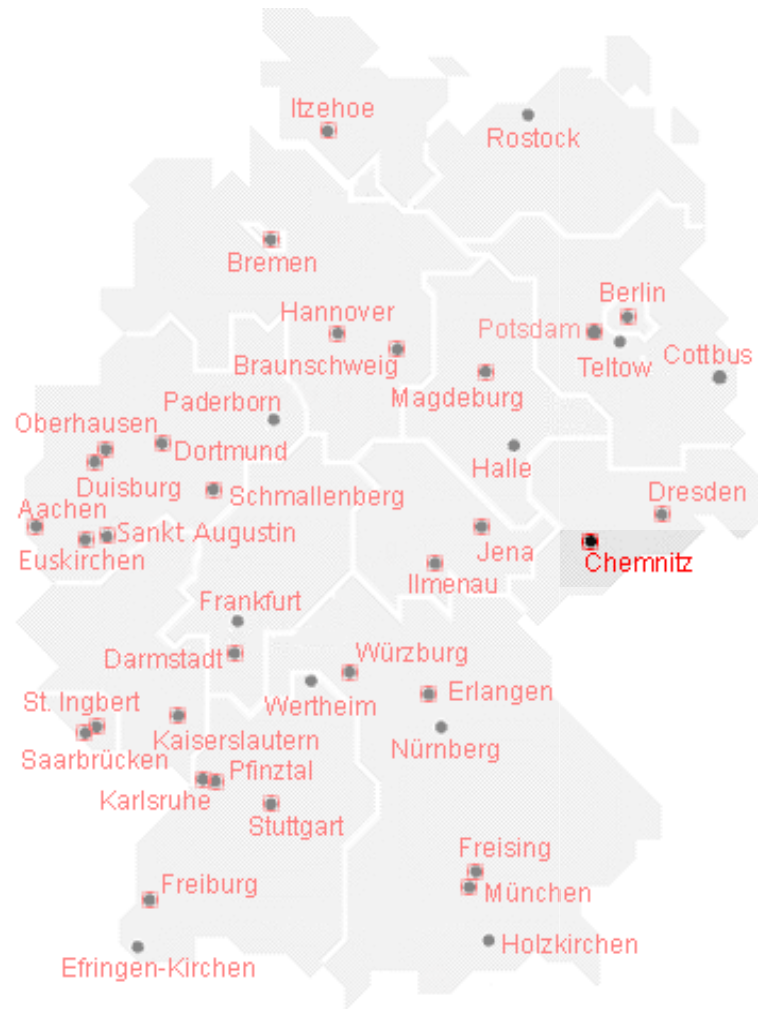 Itzehoe
Rostock
Bremen
Berlin
Hannover
Potsdam
Teltow
Cottbus
Braunschweig
Magdeburg
Paderborn
Oberhausen
Dortmund
Halle
Duisburg
Schmallenberg
Dresden
Aachen
Sankt Augustin
Jena
Euskirchen
Chemnitz
Ilmenau
Frankfurt
Darmstadt
Würzburg
St. Ingbert
Wertheim
Erlangen
Kaiserslautern
Nürnberg
Saarbrücken
Pfinztal
Karlsruhe
Stuttgart
Freising
Freiburg
München
Holzkirchen
Efringen-Kirchen